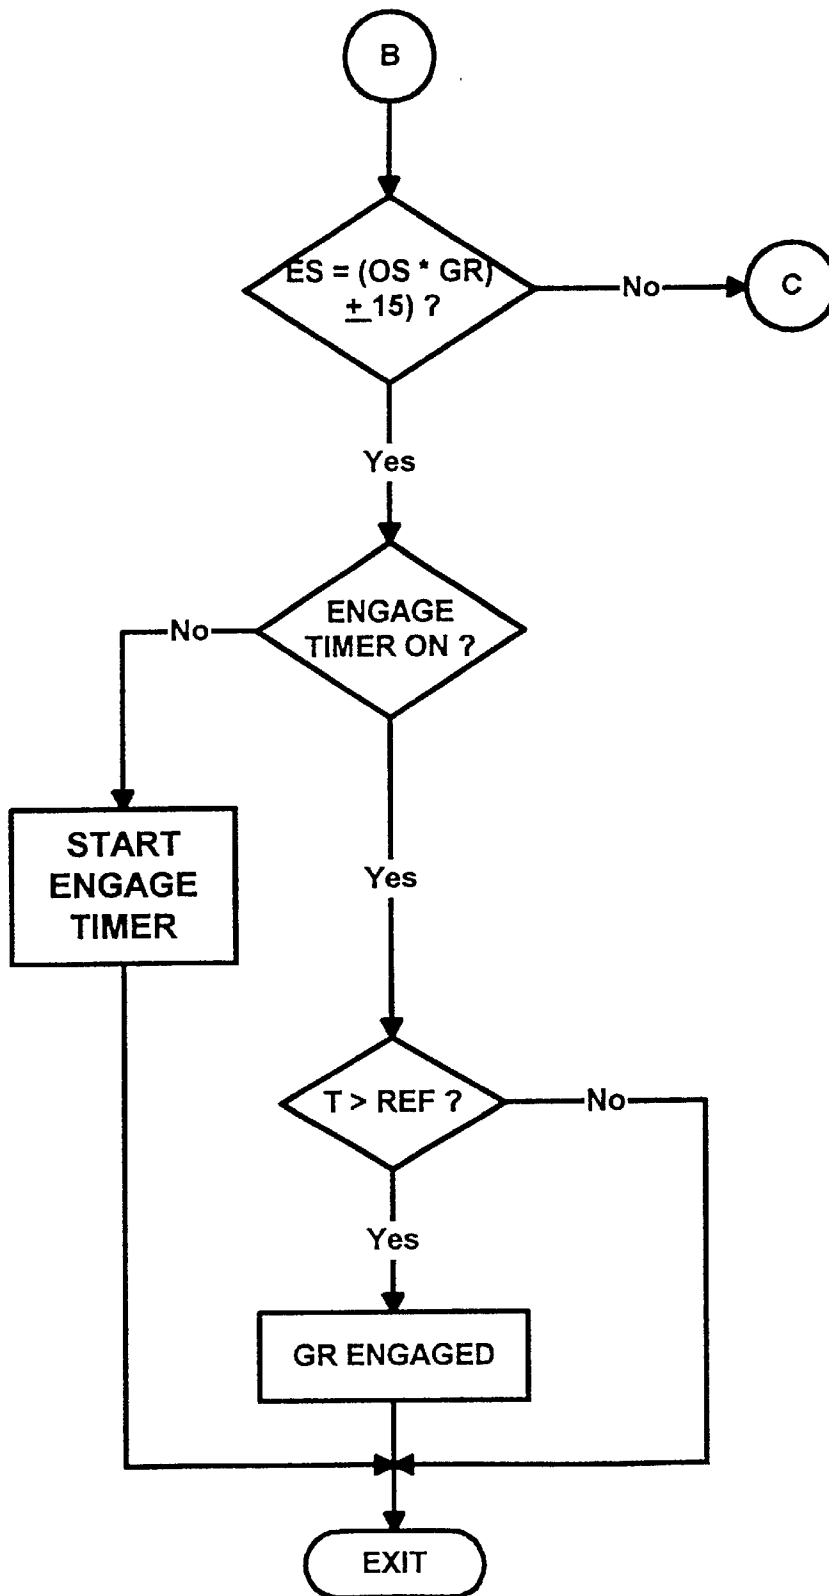 B
ES = (OS * GR)
± 15) ?
No
C
Yes
ENGAGE
TIMER ON ?
No
START
ENGAGE
TIMER
Yes
T > REF ?
No
Yes
GR ENGAGED
EXIT